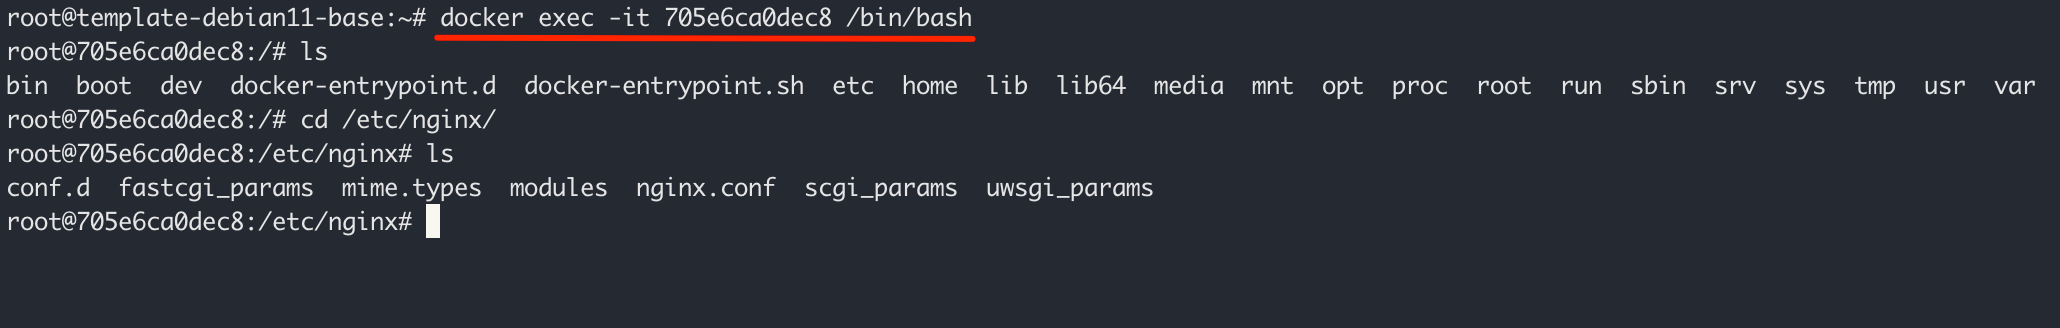 root@template-debian11-base:~# docker exec -it 705e6ca0dec8 /bin/bash
root@705e6ca0dec8:/# ls
bin  boot  dev  docker-entrypoint.d  docker-entrypoint.sh  etc  home  lib  lib64  media  mnt  opt  proc  root  run  sbin  srv  sys  tmp  usr  var
root@705e6ca0dec8:/# cd /etc/nginx/
root@705e6ca0dec8:/etc/nginx# ls
conf.d  fastcgi_params  mime.types  modules  nginx.conf  scgi_params  uwsgi_params
root@705e6ca0dec8:/etc/nginx#